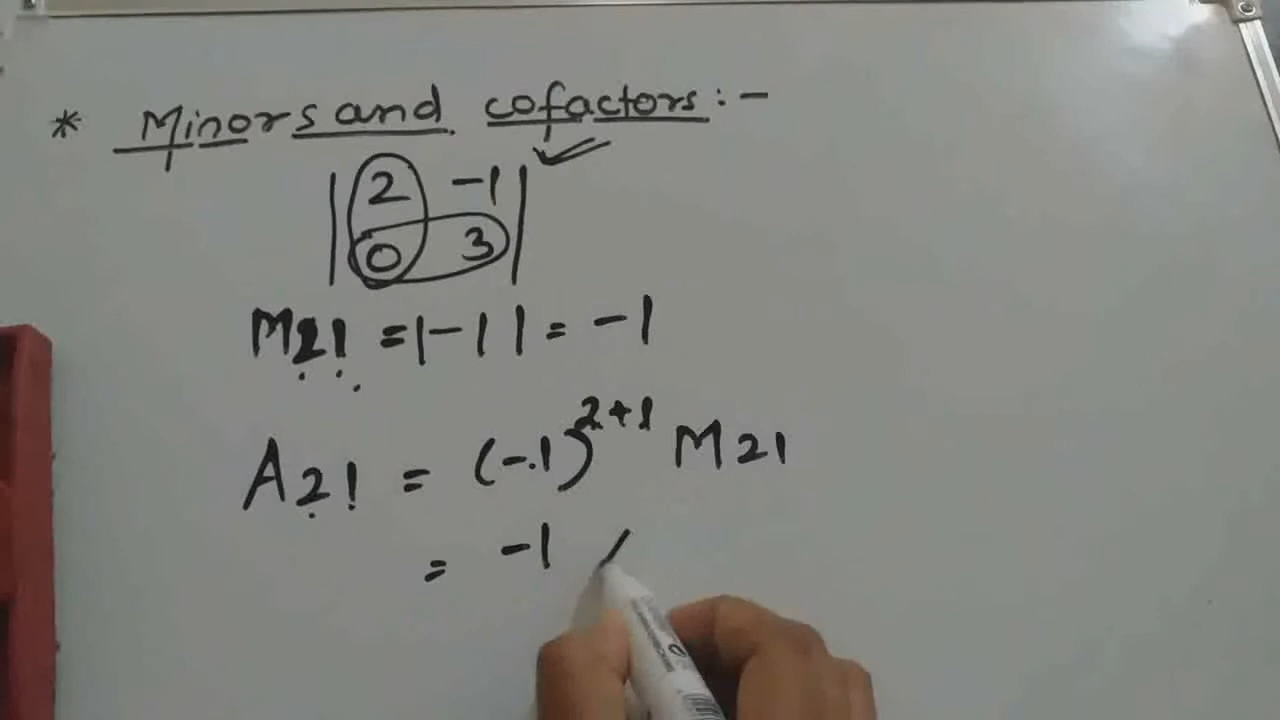 * Minors and cofactors :-
| 2 -1 |
| 0 3 |
M21 = |-1| = -1
A21 = (-1)^2+1 M21
= -1